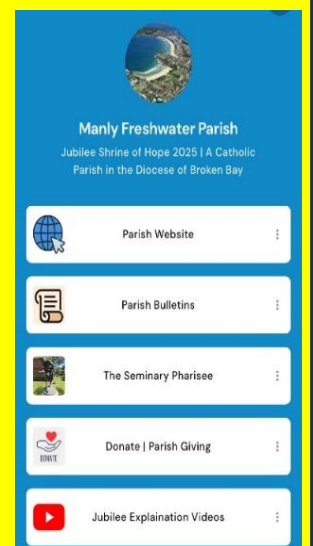 Manly Freshwater Parish
Jubilee Shrine of Hope 2025 | A Catholic
Parish in the Diocese of Broken Bay
Parish Website
Parish Bulletins
The Seminary Pharisee
DONATE
Donate | Parish Giving
Jubilee Explaination Videos